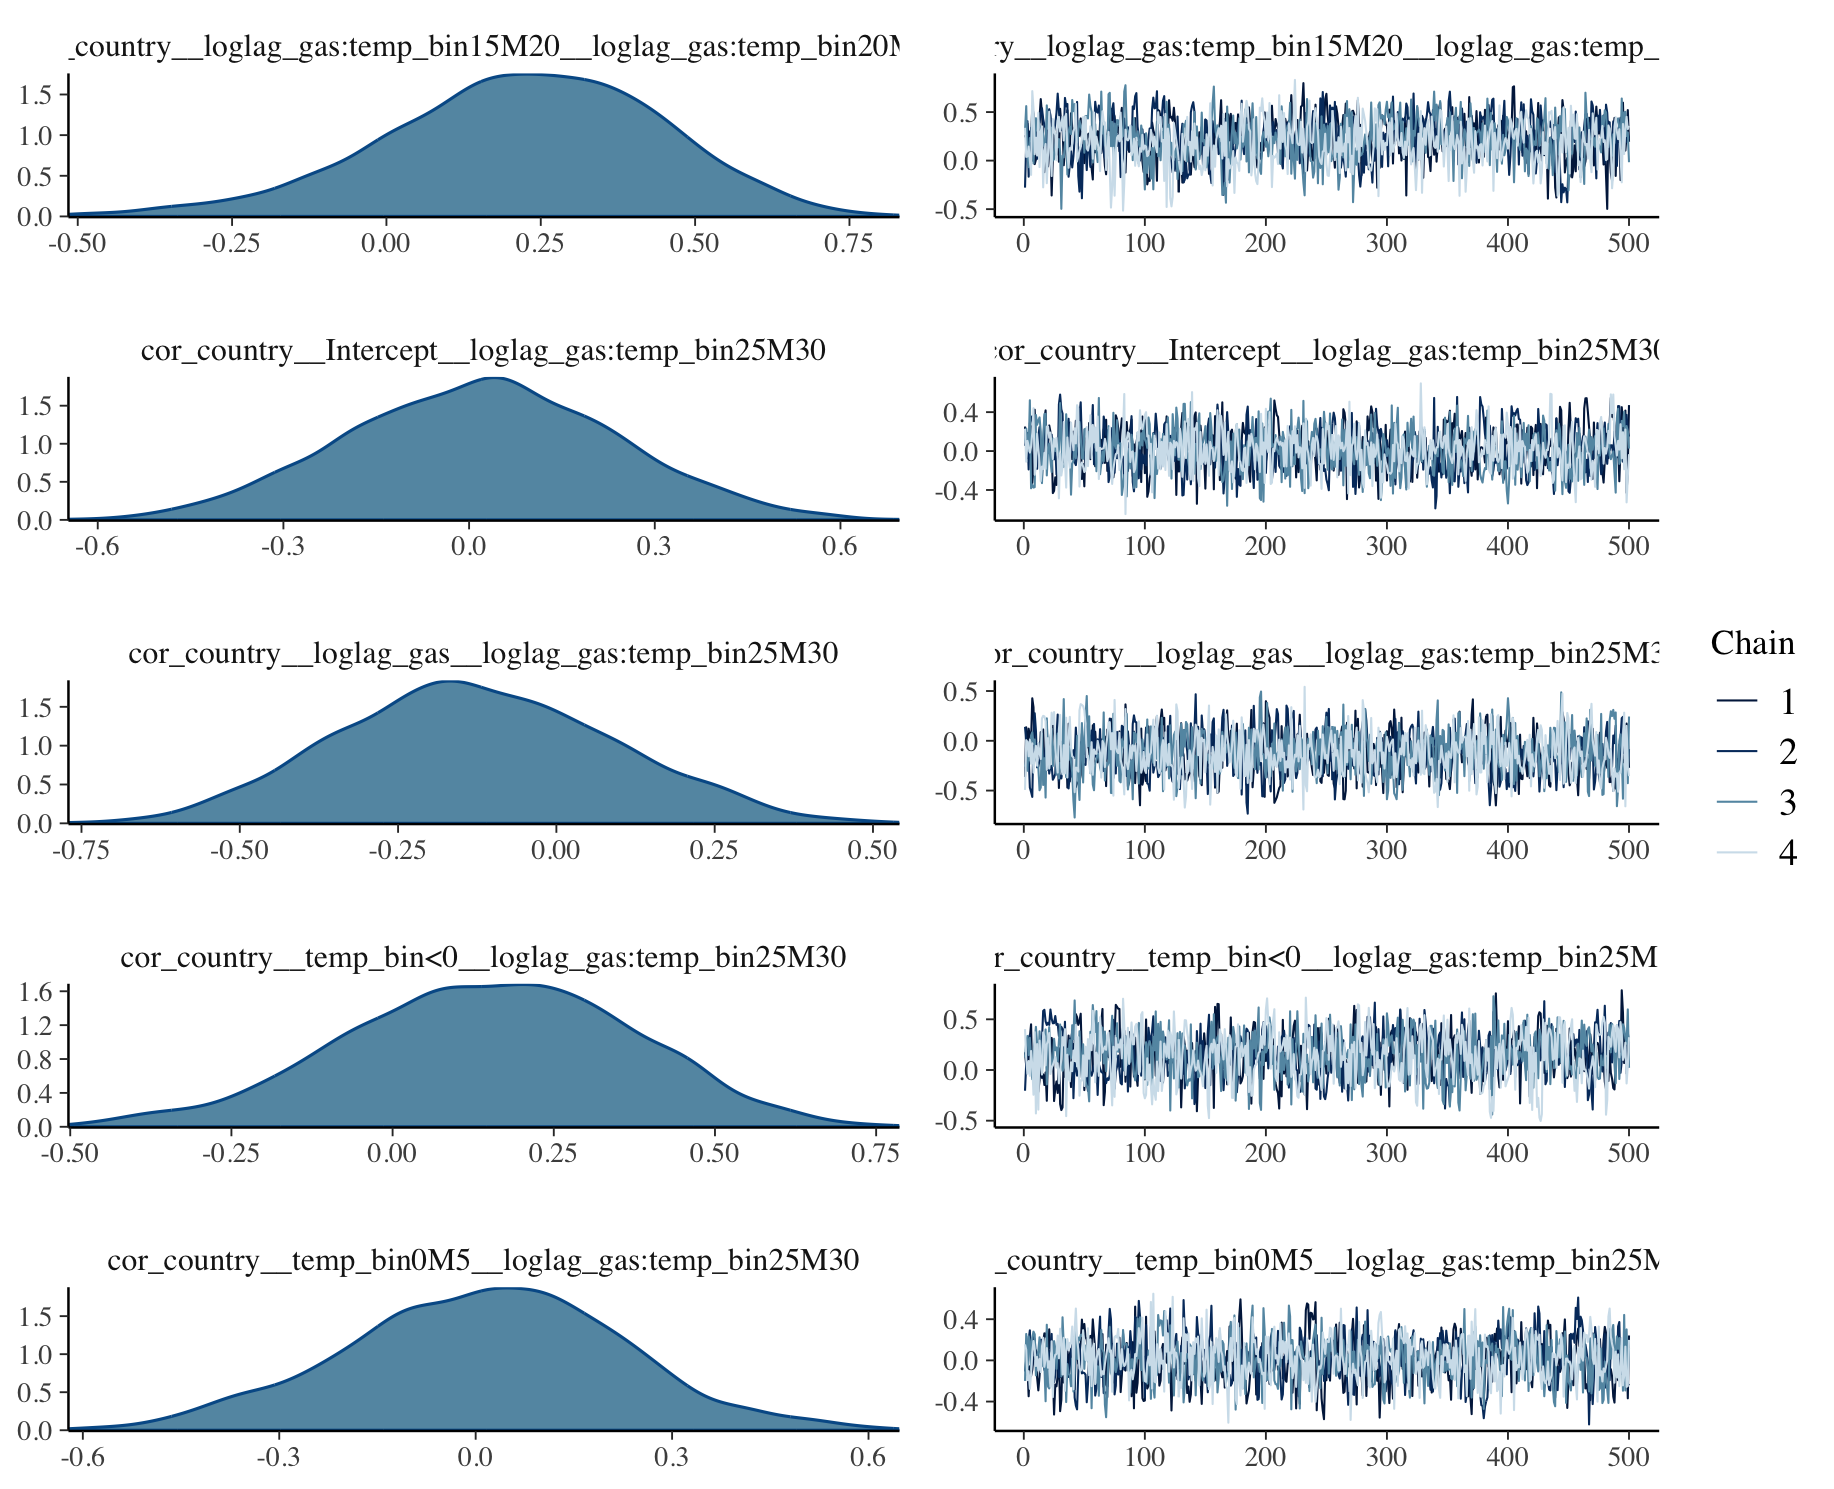 _country__loglag_gas:temp_bin15M20__loglag_gas:temp_bin20M
1.5
1.0
0.5
0.0
-0.50 -0.25 0.00 0.25 0.50 0.75
ry__loglag_gas:temp_bin15M20__loglag_gas:temp_
0.5
0.0
-0.5
0 100 200 300 400 500
cor_country__Intercept__loglag_gas:temp_bin25M30
1.5
1.0
0.5
0.0
-0.6 -0.3 0.0 0.3 0.6
cor_country__Intercept__loglag_gas:temp_bin25M30
0.4
0.0
-0.4
0 100 200 300 400 500
cor_country__loglag_gas__loglag_gas:temp_bin25M30
1.5
1.0
0.5
0.0
-0.75 -0.50 -0.25 0.00 0.25 0.50
or_country__loglag_gas__loglag_gas:temp_bin25M3
0.5
0.0
-0.5
0 100 200 300 400 500
Chain
1
2
3
4
cor_country__temp_bin<0__loglag_gas:temp_bin25M30
1.6
1.2
0.8
0.4
0.0
-0.50 -0.25 0.00 0.25 0.50 0.75
r_country__temp_bin<0__loglag_gas:temp_bin25M
0.5
0.0
-0.5
0 100 200 300 400 500
cor_country__temp_bin0M5__loglag_gas:temp_bin25M30
1.5
1.0
0.5
0.0
-0.6 -0.3 0.0 0.3 0.6
_country__temp_bin0M5__loglag_gas:temp_bin25M
0.4
0.0
-0.4
0 100 200 300 400 500